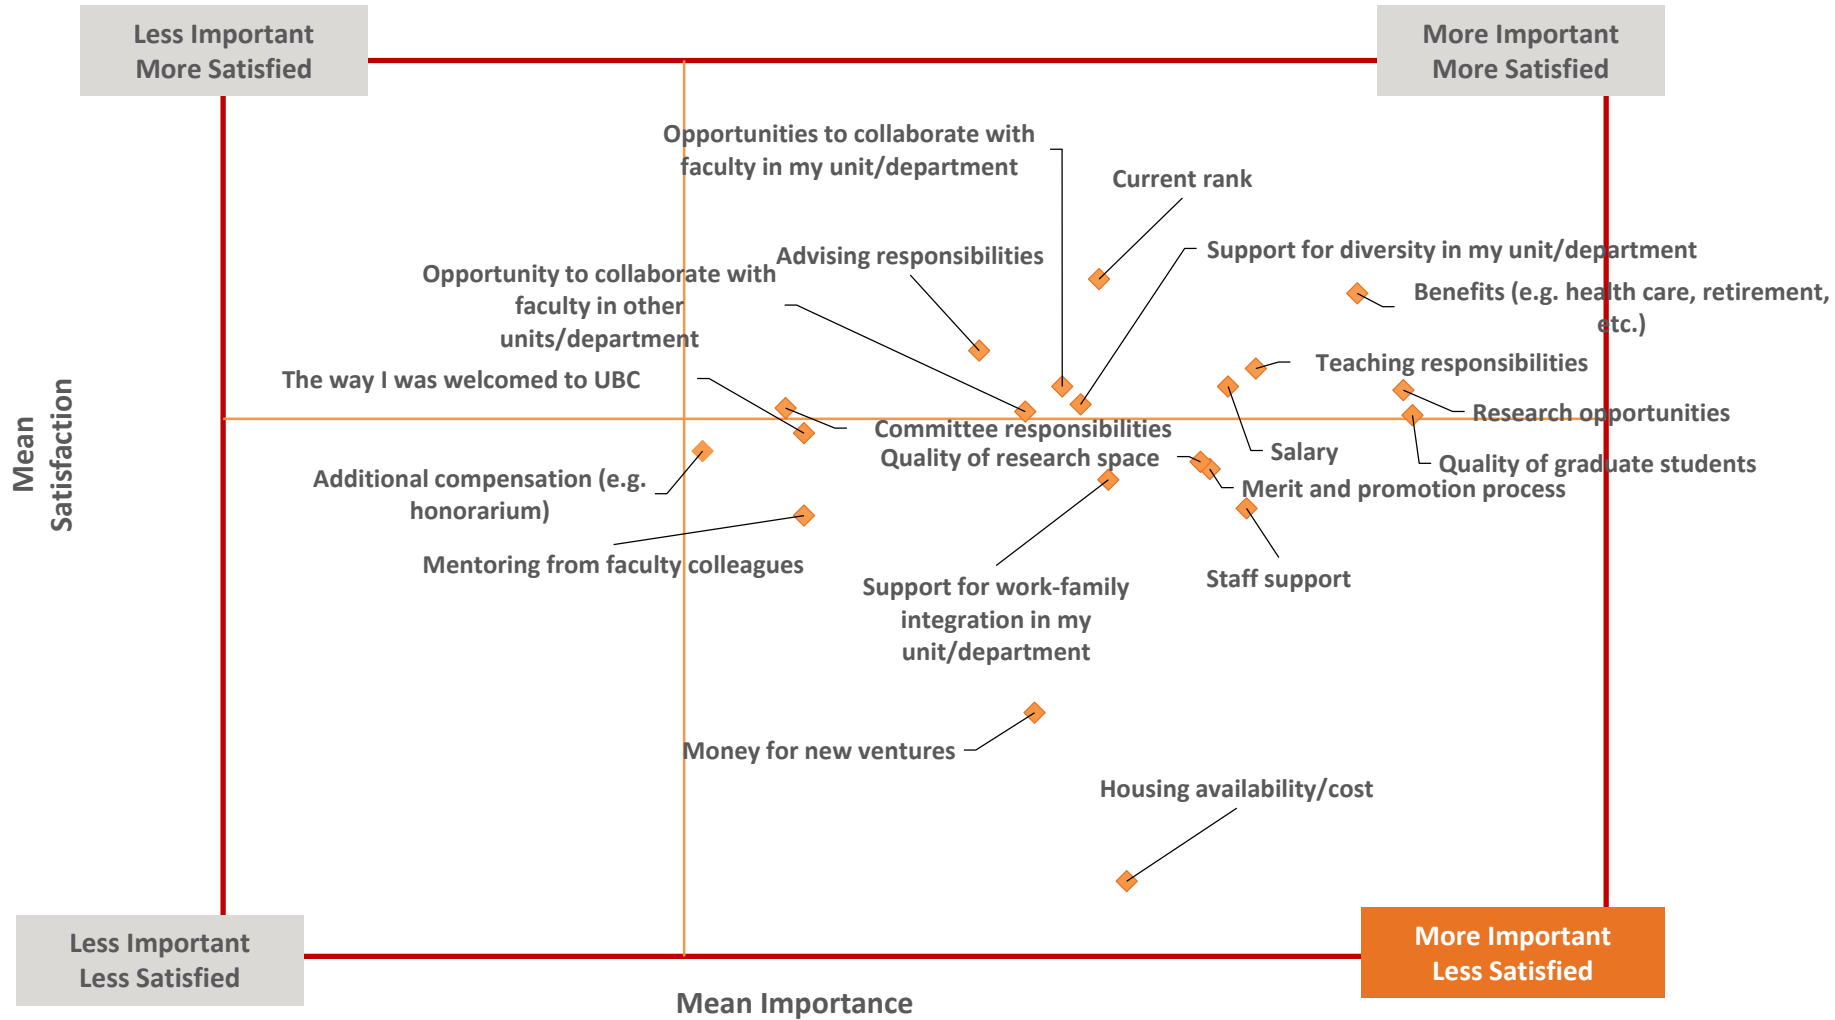 Less Important
More Satisfied
More Important
More Satisfied
Opportunities to collaborate with
faculty in my unit/department
Current rank
Support for diversity in my unit/department
Advising responsibilities
Opportunity to collaborate with
faculty in other
units/department
Benefits (e.g. health care, retirement,
etc.)
Teaching responsibilities
The way I was welcomed to UBC
Research opportunities
Committee responsibilities
Quality of research space
Salary
Quality of graduate students
Additional compensation (e.g.
honorarium)
Merit and promotion process
Mean
Satisfaction
Mentoring from faculty colleagues
Support for work-family
integration in my
unit/department
Staff support
Money for new ventures
Housing availability/cost
Less Important
Less Satisfied
More Important
Less Satisfied
Mean Importance